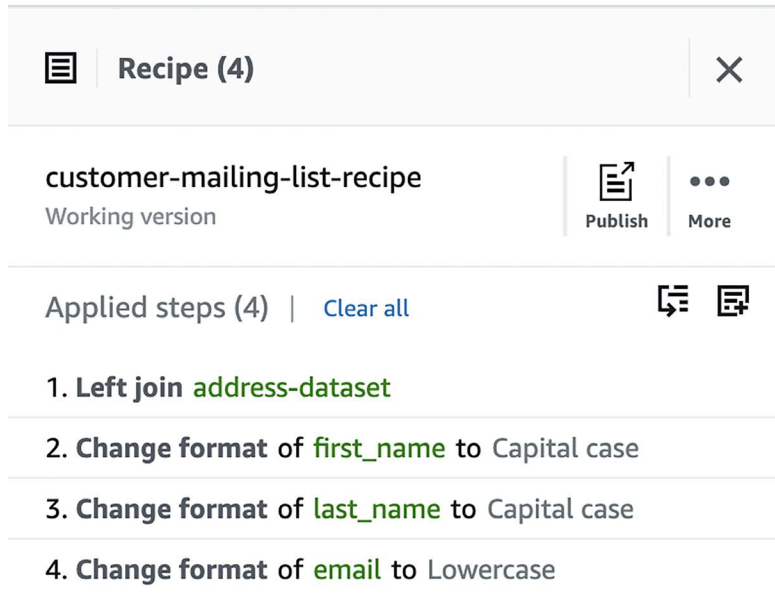 Recipe (4)
customer-mailing-list-recipe
Working version
Publish
More
Applied steps (4) | Clear all
1. Left join address-dataset
2. Change format of first_name to Capital case
3. Change format of last_name to Capital case
4. Change format of email to Lowercase